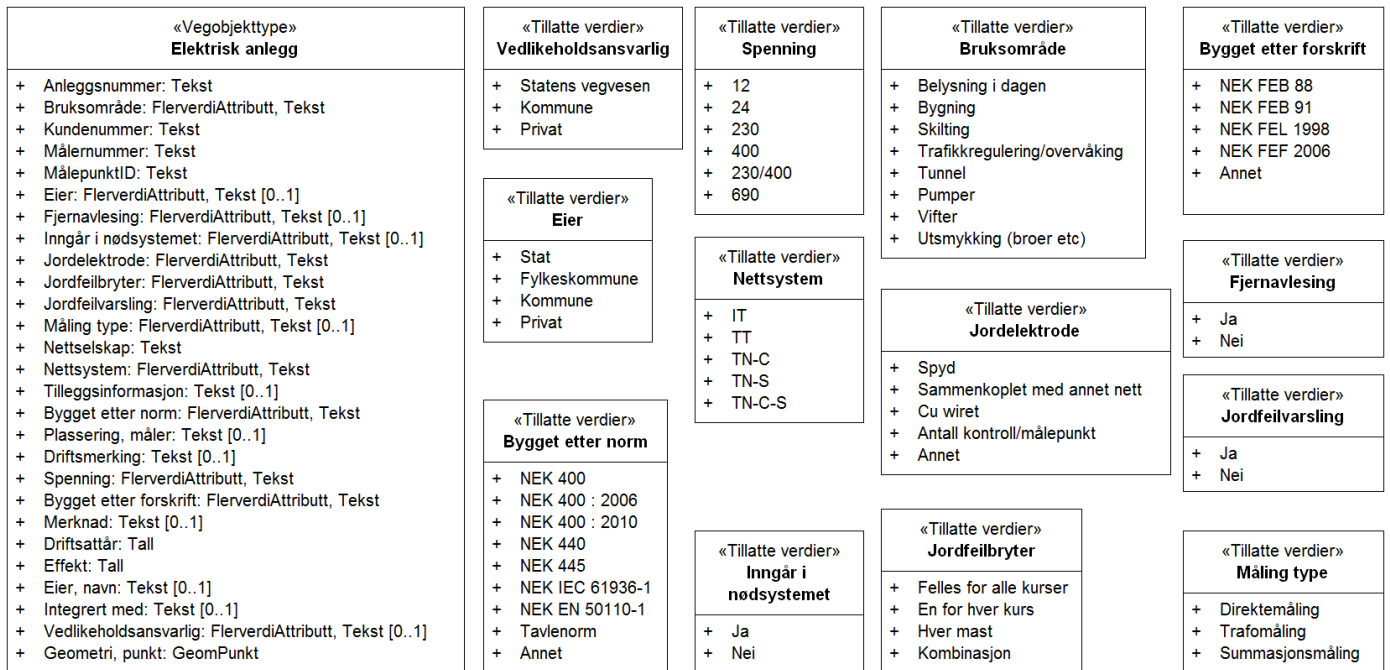 «Vegobjekttype»
Elektrisk anlegg
+ Anleggsnummer: Tekst
+ Bruksområde: FlerverdiAttributt, Tekst
+ Kundenummer: Tekst
+ Målernummer: Tekst
+ MålepunktID: Tekst
+ Eier: FlerverdiAttributt, Tekst [0..1]
+ Fjernavlesing: FlerverdiAttributt, Tekst [0..1]
+ Inngår i nødsystemet: FlerverdiAttributt, Tekst [0..1]
+ Jordelektrode: FlerverdiAttributt, Tekst
+ Jordfeilbryter: FlerverdiAttributt, Tekst
+ Jordfeilvarsling: FlerverdiAttributt, Tekst
+ Måling type: FlerverdiAttributt, Tekst [0..1]
+ Nettselskap: Tekst
+ Nettsystem: FlerverdiAttributt, Tekst
+ Tilleggsinformasjon: Tekst [0..1]
+ Bygget etter norm: FlerverdiAttributt, Tekst
+ Plassering, måler: Tekst [0..1]
+ Driftsmerking: Tekst [0..1]
+ Spenning: FlerverdiAttributt, Tekst
+ Bygget etter forskrift: FlerverdiAttributt, Tekst
+ Merknad: Tekst [0..1]
+ Driftsattår: Tall
+ Effekt: Tall
+ Eier, navn: Tekst [0..1]
+ Integrert med: Tekst [0..1]
+ Vedlikeholdsansvarlig: FlerverdiAttributt, Tekst [0..1]
+ Geometri, punkt: GeomPunkt
«Tillatte verdier»
Vedlikeholdsansvarlig
+ Statens vegvesen
+ Kommune
+ Privat
«Tillatte verdier»
Eier
+ Stat
+ Fylkeskommune
+ Kommune
+ Privat
«Tillatte verdier»
Bygget etter norm
+ NEK 400
+ NEK 400 : 2006
+ NEK 400 : 2010
+ NEK 440
+ NEK 445
+ NEK IEC 61936-1
+ NEK EN 50110-1
+ Tavlenorm
+ Annet
«Tillatte verdier»
Spenning
+ 12
+ 24
+ 230
+ 400
+ 230/400
+ 690
«Tillatte verdier»
Nettsystem
+ IT
+ TT
+ TN-C
+ TN-S
+ TN-C-S
«Tillatte verdier»
Inngår i
nødsystemet
+ Ja
+ Nei
«Tillatte verdier»
Bruksområde
+ Belysning i dagen
+ Bygning
+ Skilting
+ Trafikkregulering/overvåking
+ Tunnel
+ Pumper
+ Vifter
+ Utsmykking (broer etc)
«Tillatte verdier»
Jordelektrode
+ Spyd
+ Sammenkoplet med annet nett
+ Cu wiret
+ Antall kontroll/målepunkt
+ Annet
«Tillatte verdier»
Jordfeilbryter
+ Felles for alle kurser
+ En for hver kurs
+ Hver mast
+ Kombinasjon
«Tillatte verdier»
Bygget etter forskrift
+ NEK FEB 88
+ NEK FEB 91
+ NEK FEL 1998
+ NEK FEF 2006
+ Annet
«Tillatte verdier»
Fjernavlesing
+ Ja
+ Nei
«Tillatte verdier»
Jordfeilvarsling
+ Ja
+ Nei
«Tillatte verdier»
Måling type
+ Direktemåling
+ Trafomåling
+ Summasjonsmåling